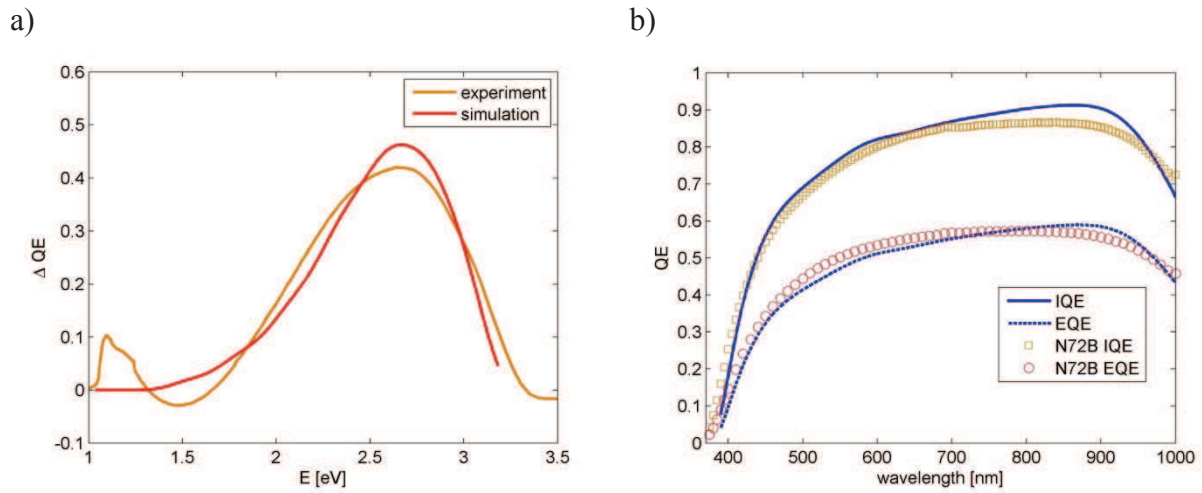 a)
0.6
0.5
0.4
0.3
0.2
0.1
0
-0.1
Δ QE
experiment
simulation
1
1.5
2
2.5
3
3.5
E [eV]
b)
1
0.9
0.8
0.7
0.6
0.5
0.4
0.3
0.2
0.1
0
QE
IQE
EQE
N72B IQE
N72B EQE
400
500
600
700
800
900
1000
wavelength [nm]